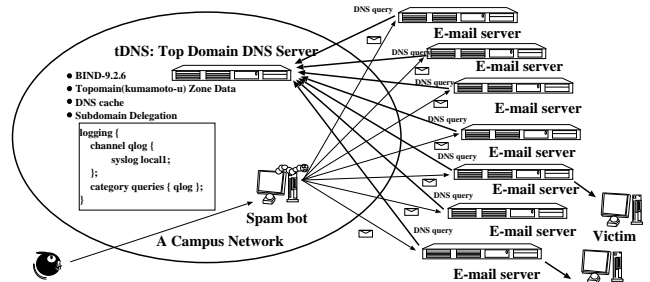 DNS query
E-mail server
tDNS: Top Domain DNS Server
DNS query
E-mail server
BIND-9.2.6
Topomain(kumamoto-u) Zone Data
DNS cache
Subdomain Delegation
DNS query
E-mail server
logging {
channel qlog {
syslog local1;
};
category queries { qlog };
}
DNS query
E-mail server
DNS query
E-mail server
DNS query
E-mail server
DNS query
E-mail server
Spam bot
A Campus Network
Victim